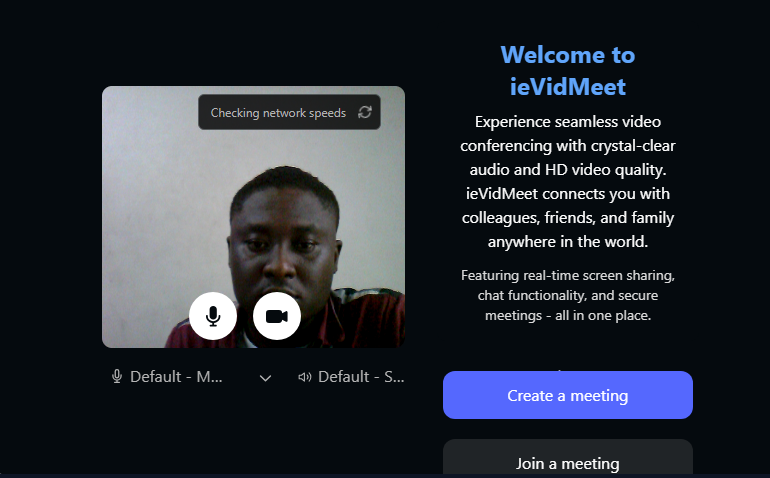 Checking network speeds
Default - M...
Default - S...
Welcome to
ieVidMeet
Experience seamless video
conferencing with crystal-clear
audio and HD video quality.
ieVidMeet connects you with
colleagues, friends, and family
anywhere in the world.
Featuring real-time screen sharing,
chat functionality, and secure
meetings - all in one place.
Create a meeting
Join a meeting